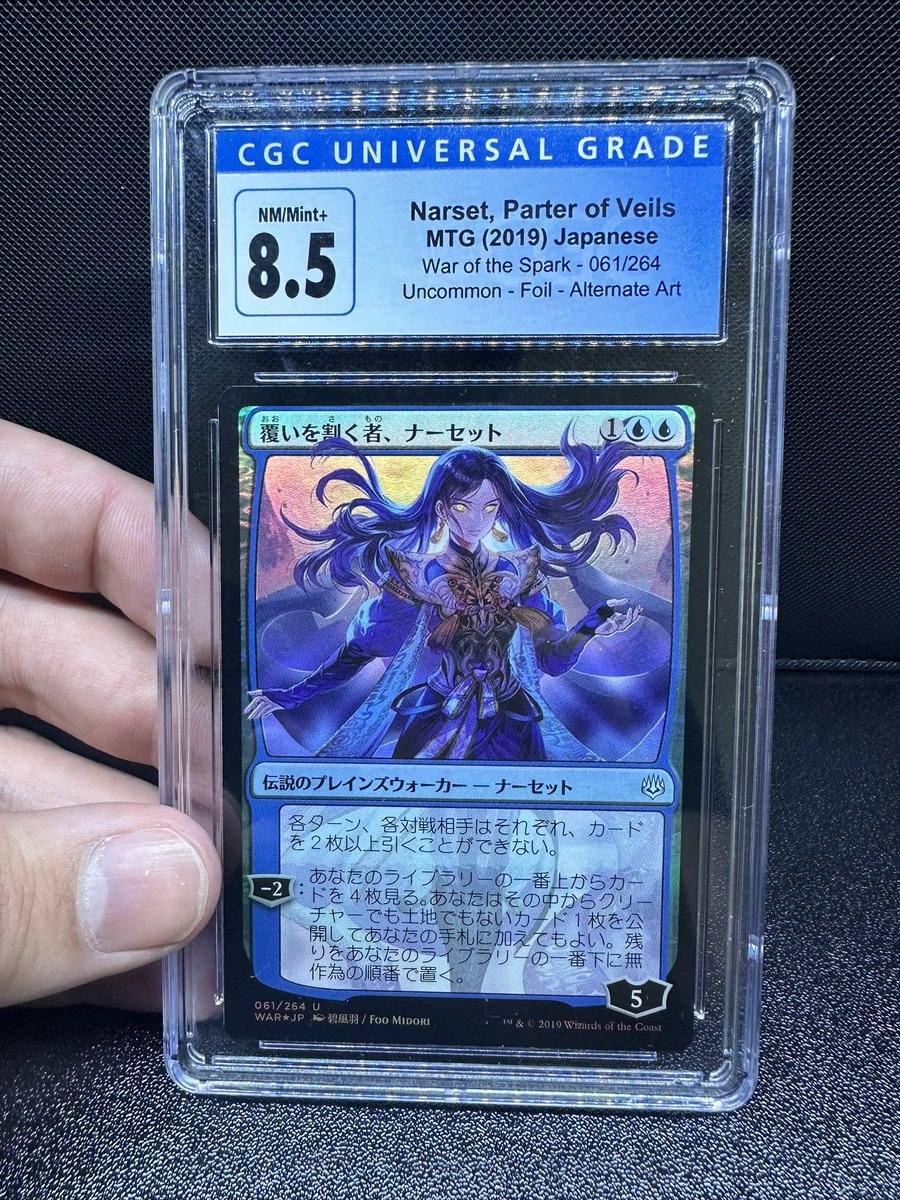 CGC UNIVERSAL GRADE
NM/Mint+
8.5
Narset, Parter of Veils
MTG (2019) Japanese
War of the Spark - 061/264
Uncommon - Foil - Alternate Art
おお さ もの
覆いを割く者、ナーセット
1
伝説のプレインズウォーカー — ナーセット
各ターン、各対戦相手はそれぞれ、カード
を２枚以上引くことができない。
-2 : あなたのライブラリーの一番上からカー
ドを４枚見る。あなたはその中からクリー
チャーでも土地でもないカード１枚を公
開してあなたの手札に加えてもよい。残
りをあなたのライブラリーの一番下に無
作為の順番で置く。
5
061/264 U
WAR★JP 碧風羽 / Foo Midori
™ & © 2019 Wizards of the Coast